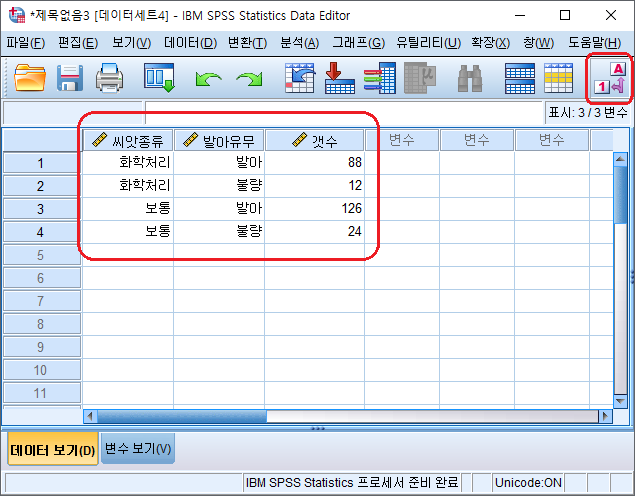 *제목없음3 [데이터세트4] - IBM SPSS Statistics Data Editor
파일(F) 편집(E) 보기(V) 데이터(D) 변환(T) 분석(A) 그래프(G) 유틸리티(U) 확장(X) 창(W) 도움말(H)
μ A 1
표시: 3 / 3 변수
씨앗종류 발아유무 갯수 변수 변수 변수
1 화학처리 발아 88
2 화학처리 불량 12
3 보통 발아 126
4 보통 불량 24
5
6
7
8
9
10
11
데이터 보기(D) 변수 보기(V)
IBM SPSS Statistics 프로세서 준비 완료 Unicode:ON